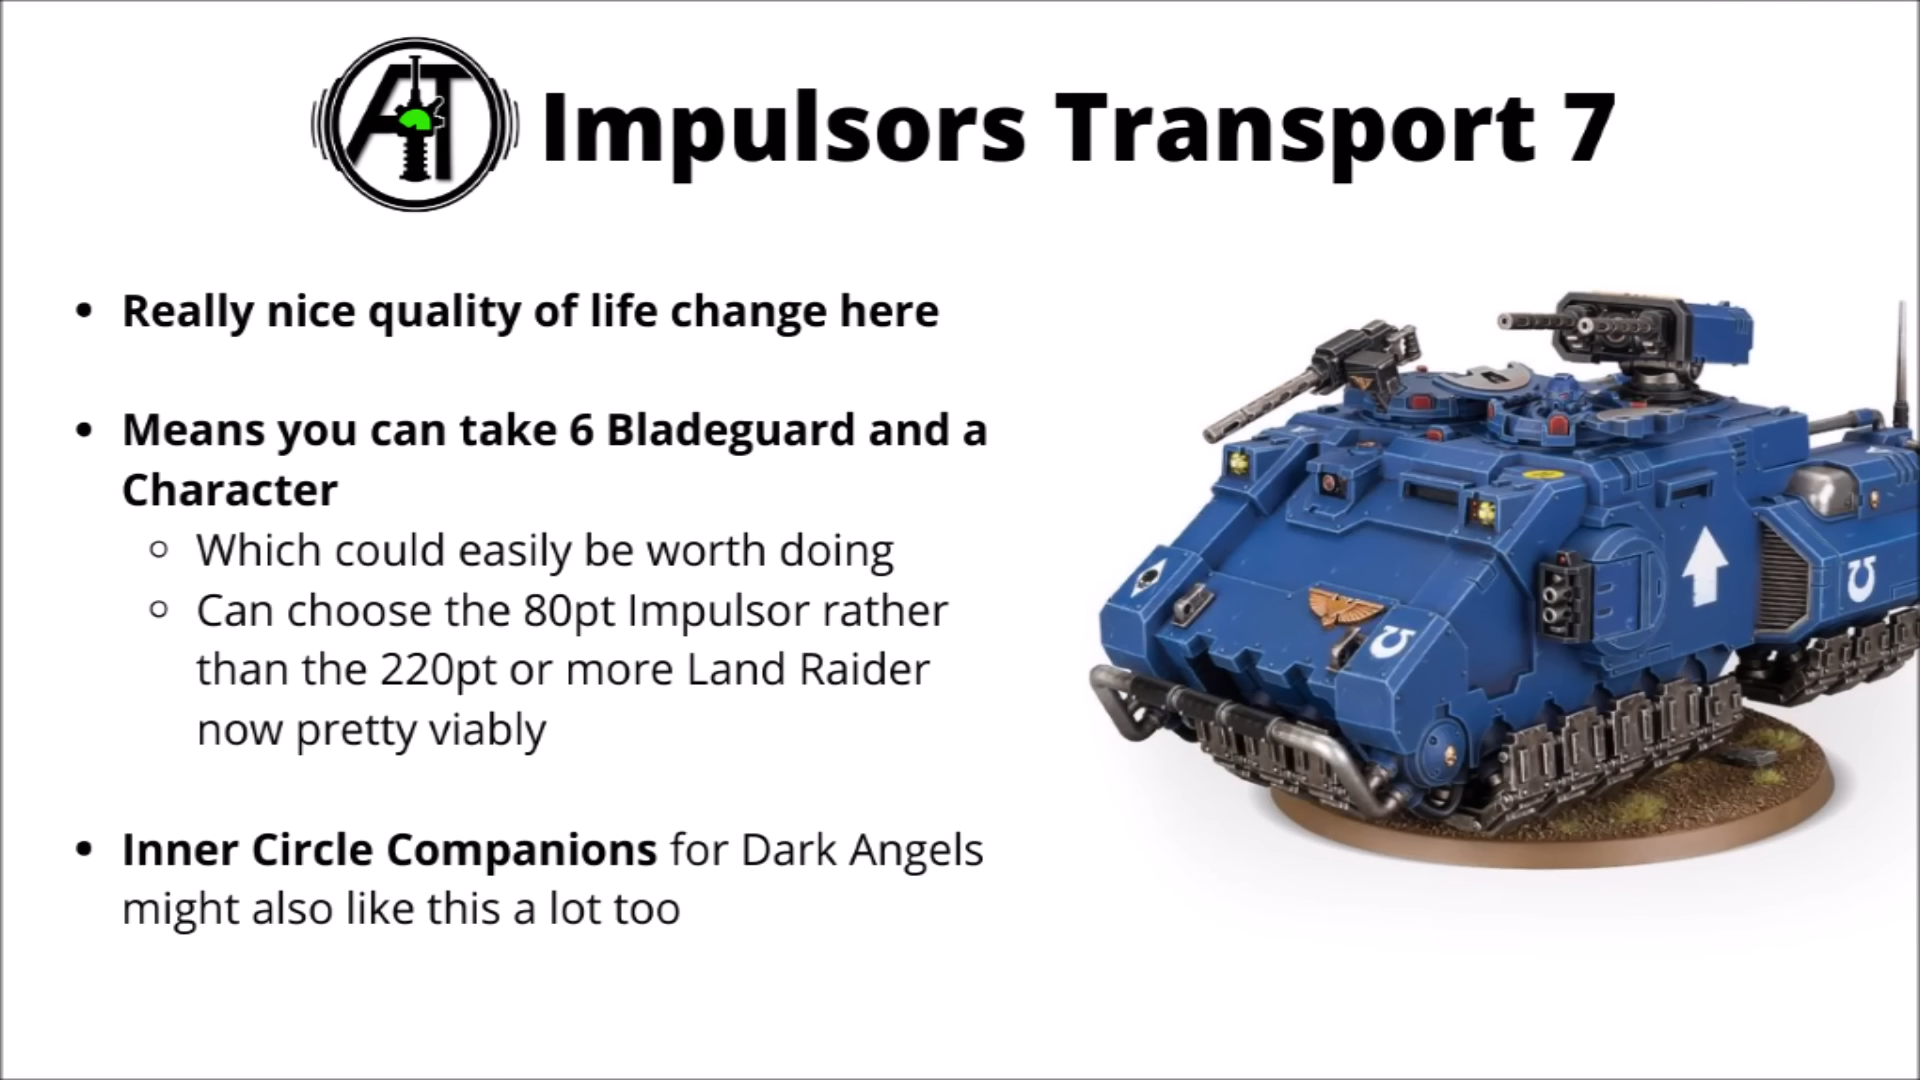 AT
Impulsors Transport 7
• Really nice quality of life change here
• Means you can take 6 Bladeguard and a
Character
○ Which could easily be worth doing
○ Can choose the 80pt Impulsor rather
than the 220pt or more Land Raider
now pretty viably
• Inner Circle Companions for Dark Angels
might also like this a lot too